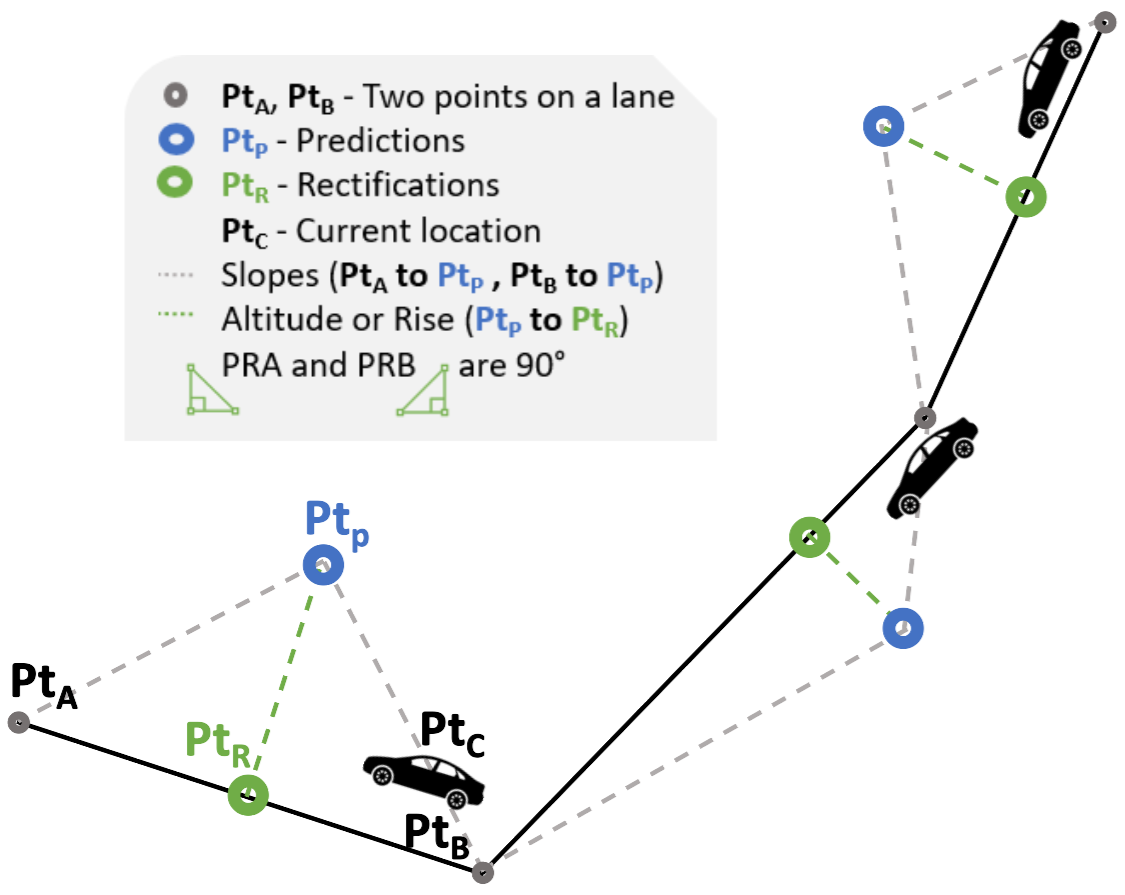 Pt_A, Pt_B - Two points on a lane
Pt_P - Predictions
Pt_R - Rectifications
Pt_C - Current location
Slopes (Pt_A to Pt_P , Pt_B to Pt_P)
Altitude or Rise (Pt_P to Pt_R)
PRA and PRB are 90°
Pt_p
Pt_A
Pt_R
Pt_C
Pt_B